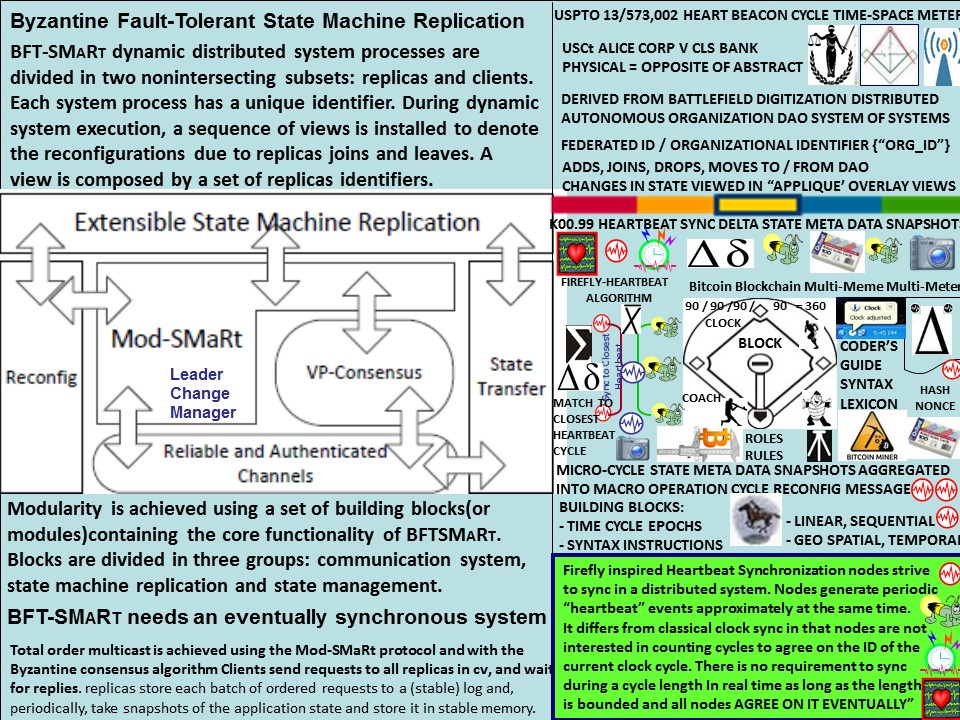 Byzantine Fault-Tolerant State Machine Replication
BFT-SMART dynamic distributed system processes are
divided in two nonintersecting subsets: replicas and clients.
Each system process has a unique identifier. During dynamic
system execution, a sequence of views is installed to denote
the reconfigurations due to replicas joins and leaves. A
view is composed by a set of replicas identifiers.
Extensible State Machine Replication
Mod-SMaRt
Reconfig
Leader
Change
Manager
VP-Consensus
State
Transfer
Reliable and Authenticated
Channels
Modularity is achieved using a set of building blocks(or
modules)containing the core functionality of BFTSMART.
Blocks are divided in three groups: communication system,
state machine replication and state management.
BFT-SMART needs an eventually synchronous system
Total order multicast is achieved using the Mod-SMaRt protocol and with the
Byzantine consensus algorithm Clients send requests to all replicas in cv, and wait
for replies. replicas store each batch of ordered requests to a (stable) log and,
periodically, take snapshots of the application state and store it in stable memory.
USPTO 13/573,002 HEART BEACON CYCLE TIME-SPACE METER
USCt ALICE CORP V CLS BANK
PHYSICAL = OPPOSITE OF ABSTRACT
DERIVED FROM BATTLEFIELD DIGITIZATION DISTRIBUTED
AUTONOMOUS ORGANIZATION DAO SYSTEM OF SYSTEMS
FEDERATED ID / ORGANIZATIONAL IDENTIFIER {“ORG_ID”}
ADDS, JOINS, DROPS, MOVES TO / FROM DAO
CHANGES IN STATE VIEWED IN “APPLIQUE’ OVERLAY VIEWS
K00.99 HEARTBEAT SYNC DELTA STATE META DATA SNAPSHOTS
Δ δ
FIREFLY-HEARTBEAT
ALGORITHM
Bitcoin Blockchain Multi-Meme Multi-Meter
90 / 90 /90 / 90 = 360
CLOCK
BLOCK
COACH
Clock
Clock adjusted
5:45 PM
Δ
CODER’S
GUIDE
SYNTAX
LEXICON
HASH
NONCE
Σ
X
Δ δ
Sync to Closest
Heartbeat
MATCH TO
CLOSEST
HEARTBEAT
CYCLE
ROLES
RULES
BITCOIN MINER
MICRO-CYCLE STATE META DATA SNAPSHOTS AGGREGATED
INTO MACRO OPERATION CYCLE RECONFIG MESSAGE
BUILDING BLOCKS:
- TIME CYCLE EPOCHS
- SYNTAX INSTRUCTIONS
- LINEAR, SEQUENTIAL
- GEO SPATIAL, TEMPORAL
Firefly inspired Heartbeat Synchronization nodes strive
to sync in a distributed system. Nodes generate periodic
“heartbeat” events approximately at the same time.
It differs from classical clock sync in that nodes are not
interested in counting cycles to agree on the ID of the
current clock cycle. There is no requirement to sync
during a cycle length In real time as long as the length
is bounded and all nodes AGREE ON IT EVENTUALLY”